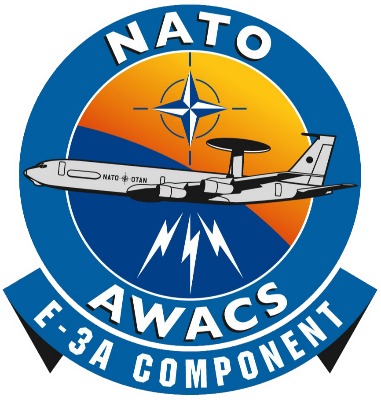 NATO
NATO OTAN
AWACS
E-3A COMPONENT